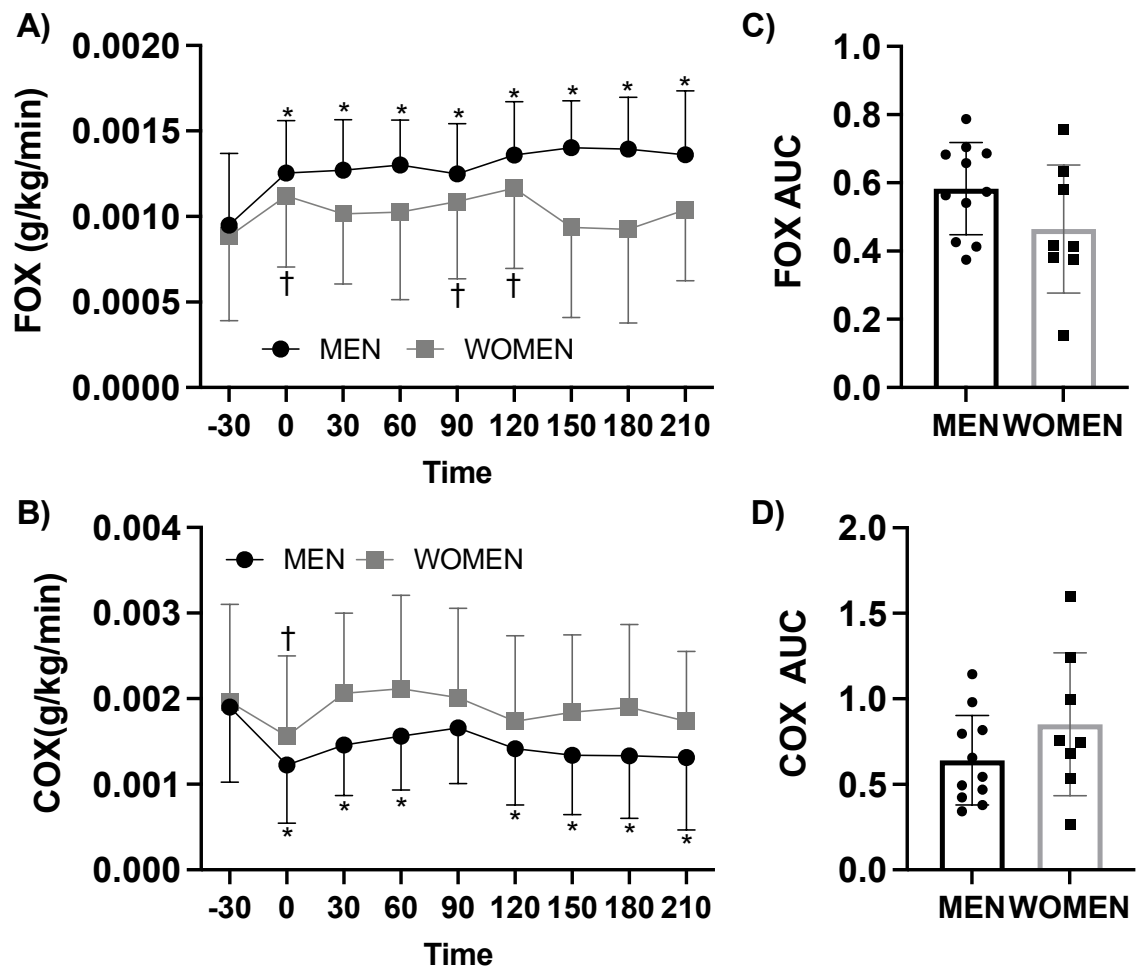 A)
FOX (g/kg/min)
0.0020
0.0015
0.0010
0.0005
0.0000
* * * * * * * *
† † †
MEN WOMEN
-30 0 30 60 90 120 150 180 210
Time
C)
FOX AUC
1.0
0.8
0.6
0.4
0.2
0.0
MEN WOMEN
B)
COX(g/kg/min)
0.004
0.003
0.002
0.001
0.000
MEN WOMEN
†
* * * * * * *
-30 0 30 60 90 120 150 180 210
Time
D)
COX AUC
2.0
1.5
1.0
0.5
0.0
MEN WOMEN